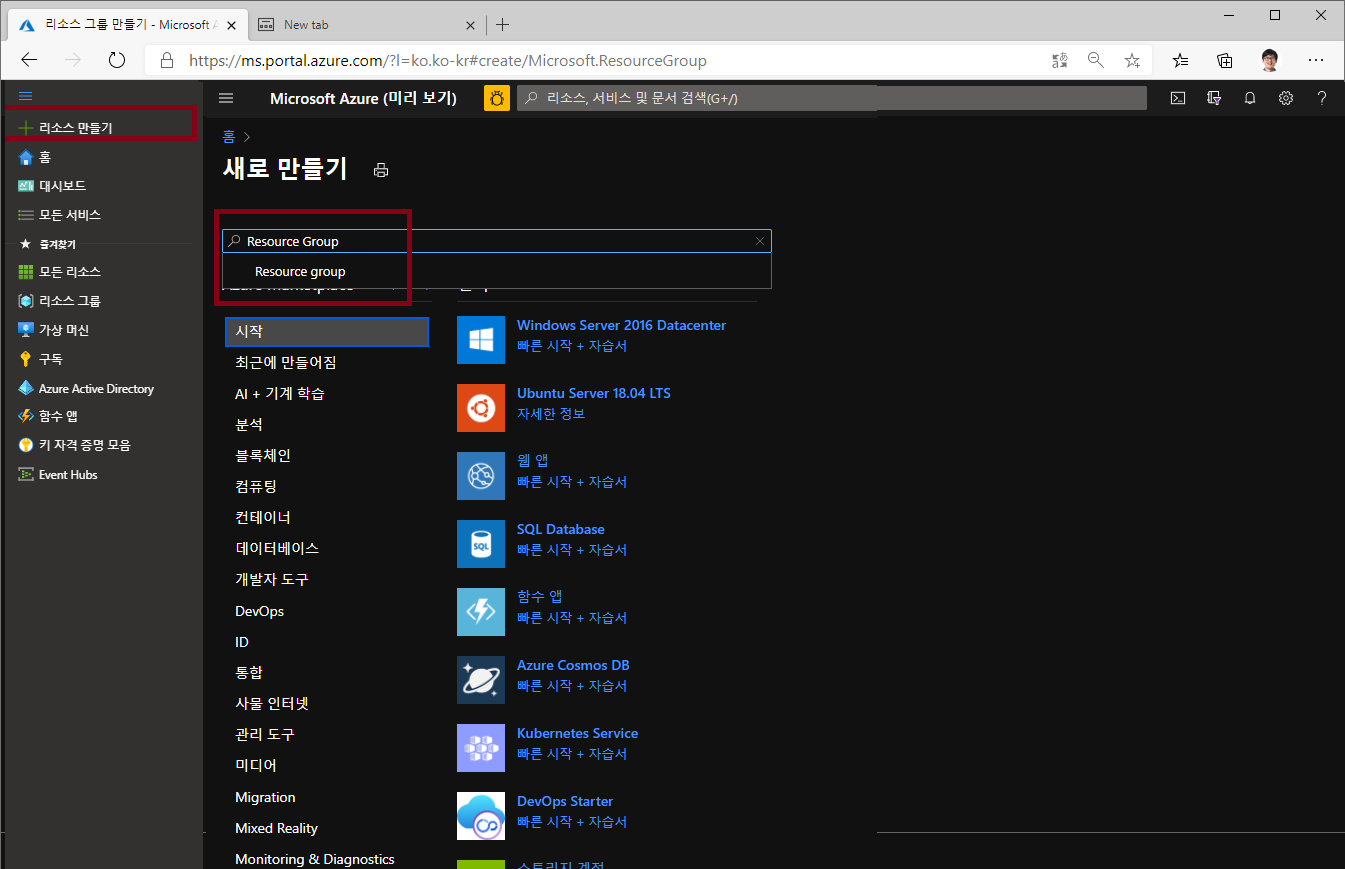 리소스 그룹 만들기 - Microsoft A
New tab
https://ms.portal.azure.com/?l=ko.ko-kr#create/Microsoft.ResourceGroup
Microsoft Azure (미리 보기)
리소스, 서비스 및 문서 검색(G+/)
리소스 만들기
홈
대시보드
모든 서비스
즐겨찾기
모든 리소스
리소스 그룹
가상 머신
구독
Azure Active Directory
함수 앱
키 자격 증명 모음
Event Hubs
홈 >
새로 만들기
Resource Group
Resource group
Azure Marketplace
시작
최근에 만들어짐
AI + 기계 학습
분석
블록체인
컴퓨팅
컨테이너
데이터베이스
개발자 도구
DevOps
ID
통합
사물 인터넷
관리 도구
미디어
Migration
Mixed Reality
Monitoring & Diagnostics
Windows Server 2016 Datacenter
빠른 시작 + 자습서
Ubuntu Server 18.04 LTS
자세한 정보
웹 앱
빠른 시작 + 자습서
SQL Database
빠른 시작 + 자습서
SQL
함수 앱
빠른 시작 + 자습서
Azure Cosmos DB
빠른 시작 + 자습서
Kubernetes Service
빠른 시작 + 자습서
DevOps Starter
빠른 시작 + 자습서
스토리지 계정